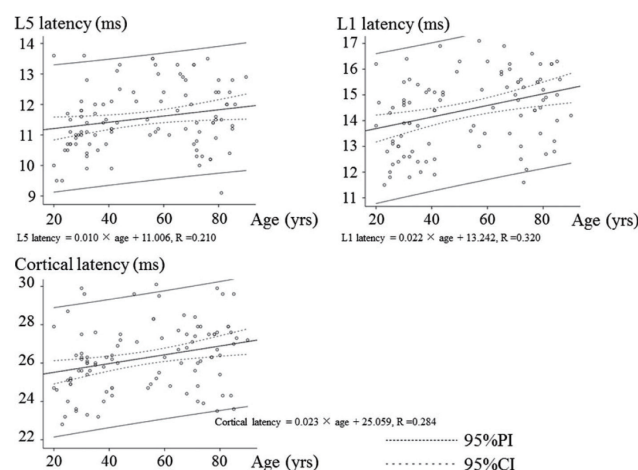 L5 latency (ms)
14
13
12
11
10
9
20 40 60 80 Age (yrs)
L5 latency = 0.010 × age + 11.006, R =0.210
L1 latency (ms)
17
16
15
14
13
12
11
20 40 60 80 Age (yrs)
L1 latency = 0.022 × age + 13.242, R =0.320
Cortical latency (ms)
30
28
26
24
22
20 40 60 80 Age (yrs)
Cortical latency = 0.023 × age + 25.059, R =0.284
95%PI
95%CI